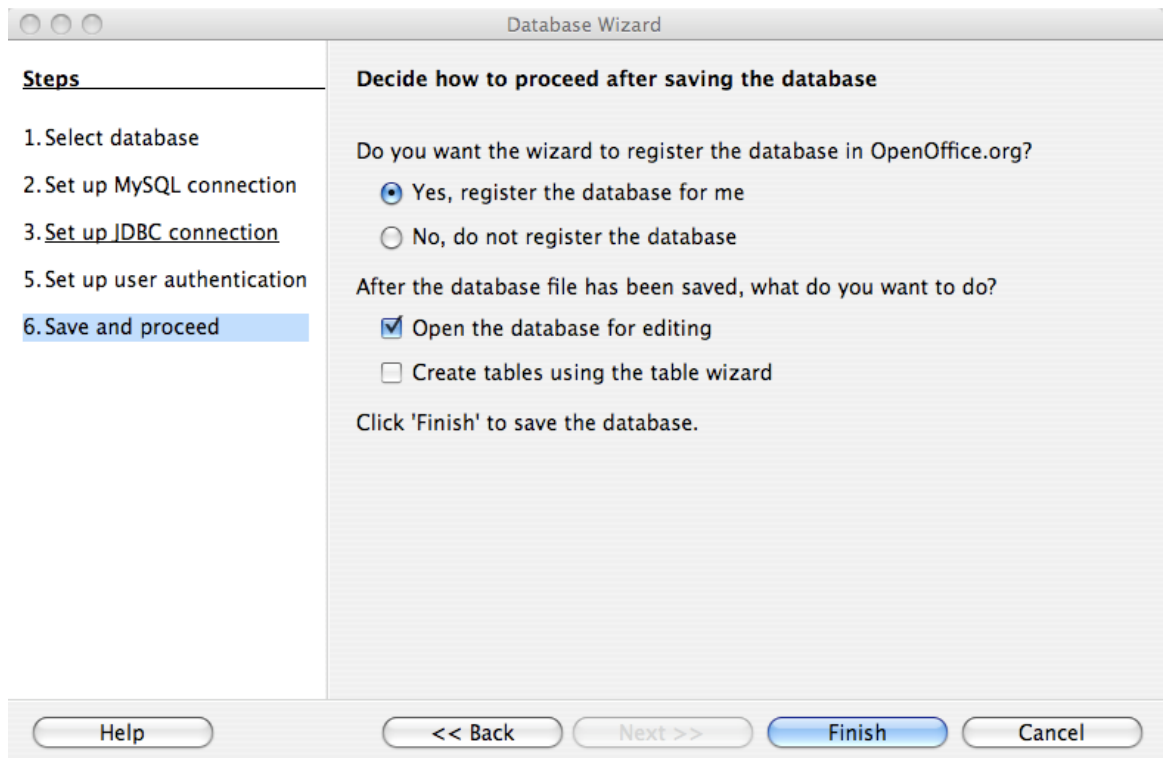 Database Wizard
Steps
1. Select database
2. Set up MySQL connection
3. Set up JDBC connection
5. Set up user authentication
6. Save and proceed
Decide how to proceed after saving the database
Do you want the wizard to register the database in OpenOffice.org?
Yes, register the database for me
No, do not register the database
After the database file has been saved, what do you want to do?
Open the database for editing
Create tables using the table wizard
Click 'Finish' to save the database.
Help
<< Back
Next >>
Finish
Cancel